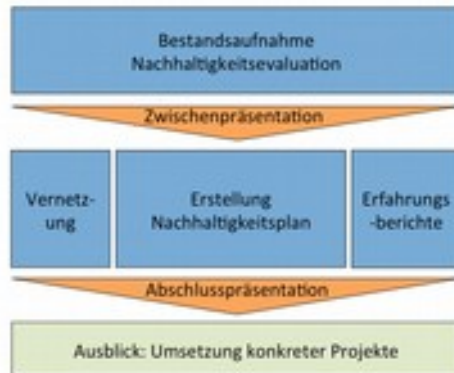 Bestandsaufnahme
Nachhaltigkeitsevaluation
Zwischenpräsentation
Vernetz-
ung
Erstellung
Nachhaltigkeitsplan
Erfahrungs
-berichte
Abschlusspräsentation
Ausblick: Umsetzung konkreter Projekte